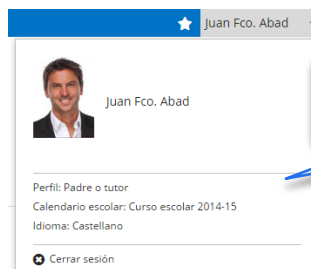 Juan Fco. Abad
Juan Fco. Abad
Perfil: Padre o tutor
Calendario escolar: Curso escolar 2014-15
Idioma: Castellano
Cerrar sesión